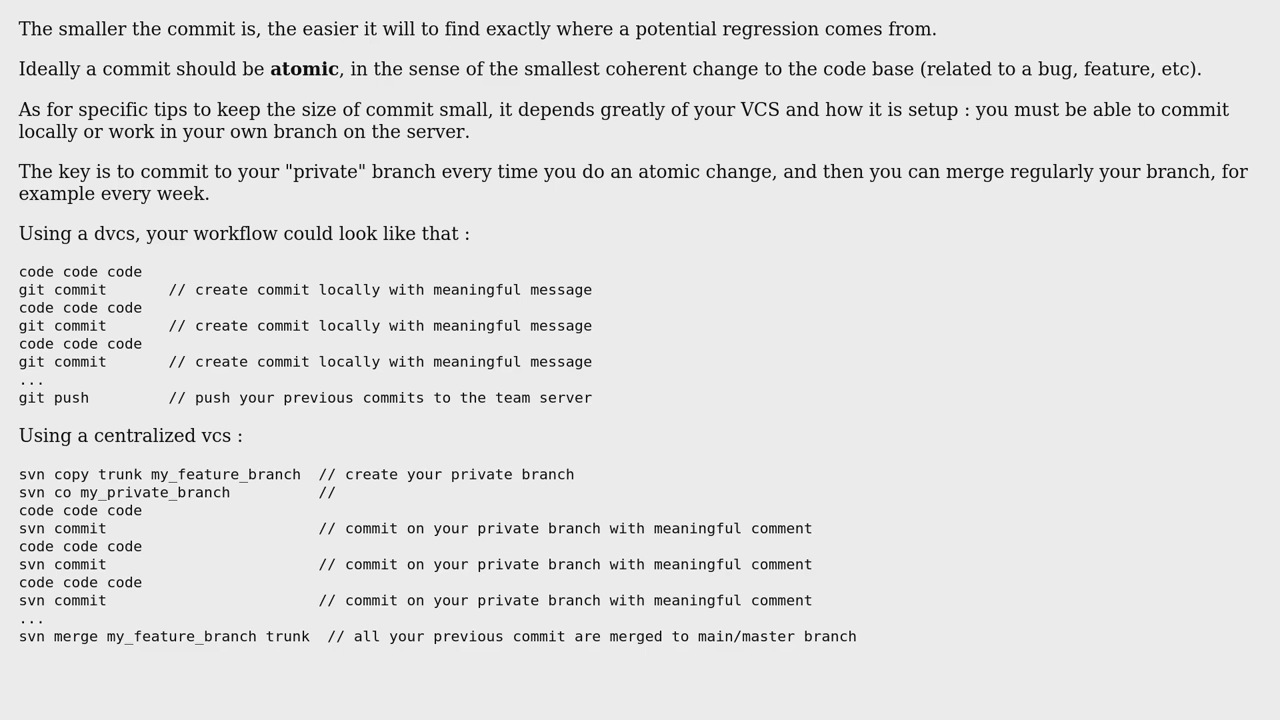 The smaller the commit is, the easier it will to find exactly where a potential regression comes from.
Ideally a commit should be atomic, in the sense of the smallest coherent change to the code base (related to a bug, feature, etc).
As for specific tips to keep the size of commit small, it depends greatly of your VCS and how it is setup : you must be able to commit
locally or work in your own branch on the server.
The key is to commit to your "private" branch every time you do an atomic change, and then you can merge regularly your branch, for
example every week.
Using a dvcs, your workflow could look like that :
code code code
git commit       // create commit locally with meaningful message
code code code
git commit       // create commit locally with meaningful message
code code code
git commit       // create commit locally with meaningful message
...
git push         // push your previous commits to the team server
Using a centralized vcs :
svn copy trunk my_feature_branch  // create your private branch
svn co my_private_branch          //
code code code
svn commit                        // commit on your private branch with meaningful comment
code code code
svn commit                        // commit on your private branch with meaningful comment
code code code
svn commit                        // commit on your private branch with meaningful comment
...
svn merge my_feature_branch trunk  // all your previous commit are merged to main/master branch